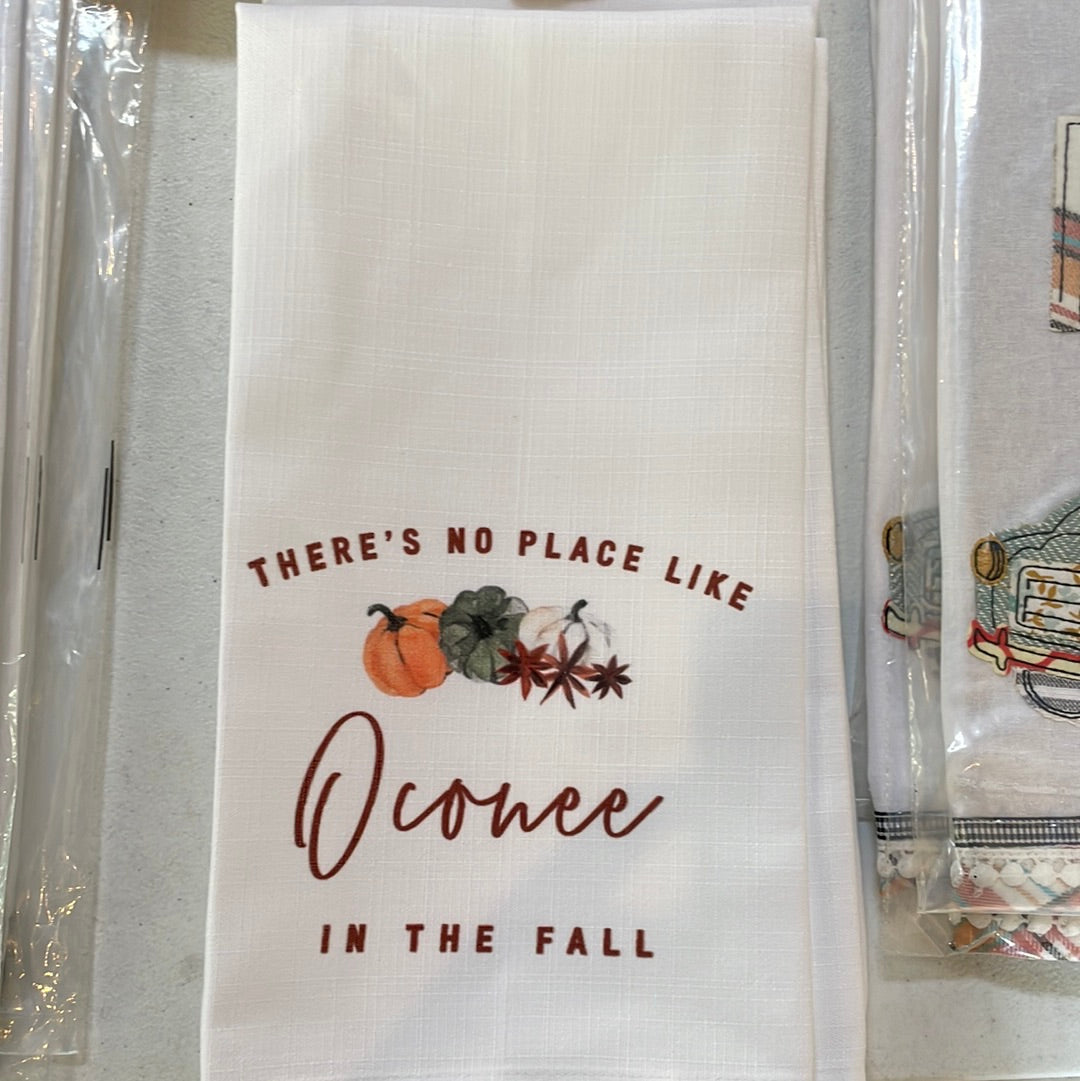 THERE'S NO PLACE LIKE
Oconee
IN THE FALL